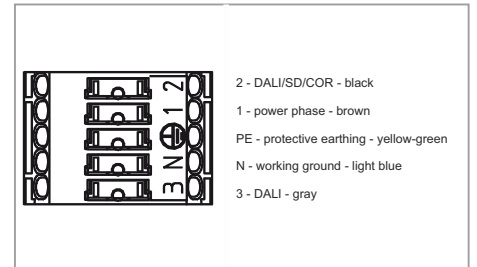 2
1
N
3
2 - DALI/SD/COR - black
1 - power phase - brown
PE - protective earthing - yellow-green
N - working ground - light blue
3 - DALI - gray